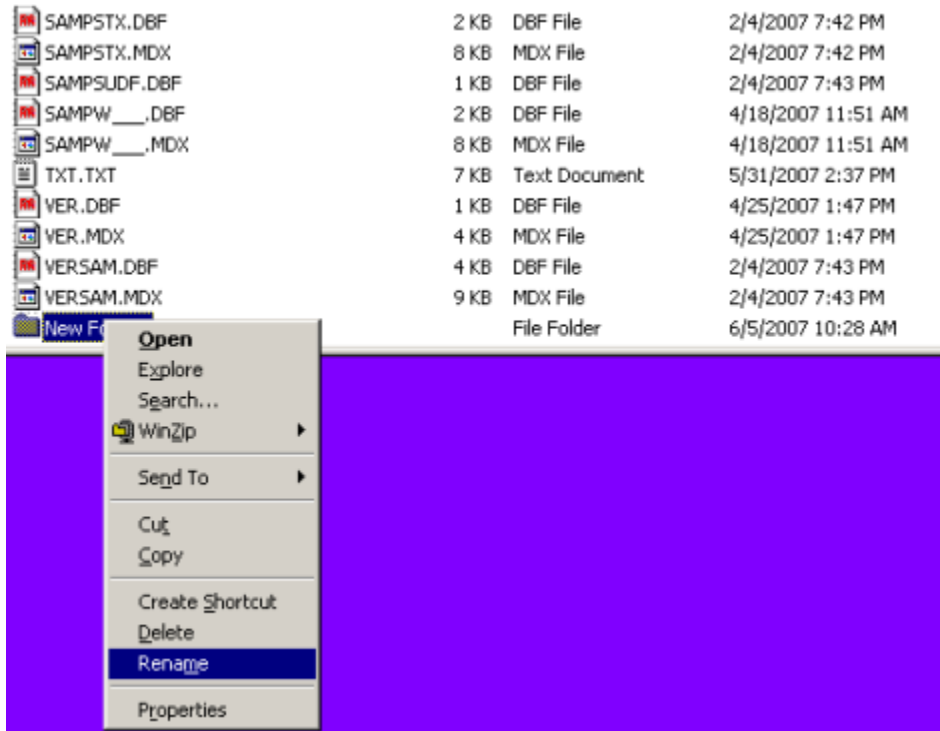 SAMPSTX.DBF 2 KB DBF File 2/4/2007 7:42 PM
SAMPSTX.MDX 8 KB MDX File 2/4/2007 7:42 PM
SAMPSUDF.DBF 1 KB DBF File 2/4/2007 7:43 PM
SAMPW___.DBF 2 KB DBF File 4/18/2007 11:51 AM
SAMPW___.MDX 8 KB MDX File 4/18/2007 11:51 AM
TXT.TXT 7 KB Text Document 5/31/2007 2:37 PM
VER.DBF 1 KB DBF File 4/25/2007 1:47 PM
VER.MDX 4 KB MDX File 4/25/2007 1:47 PM
VERSAM.DBF 4 KB DBF File 2/4/2007 7:43 PM
VERSAM.MDX 9 KB MDX File 2/4/2007 7:43 PM
New File Folder 6/5/2007 10:28 AM
Open
Explore
Search...
WinZip
Send To
Cut
Copy
Create Shortcut
Delete
Rename
Properties